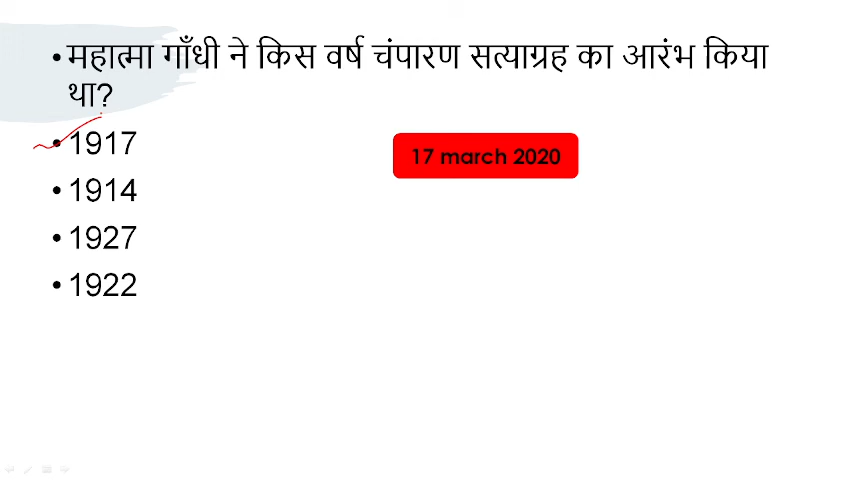 • महात्मा गाँधी ने किस वर्ष चंपारण सत्याग्रह का आरंभ किया
था?
• 1917
17 march 2020
• 1914
• 1927
• 1922